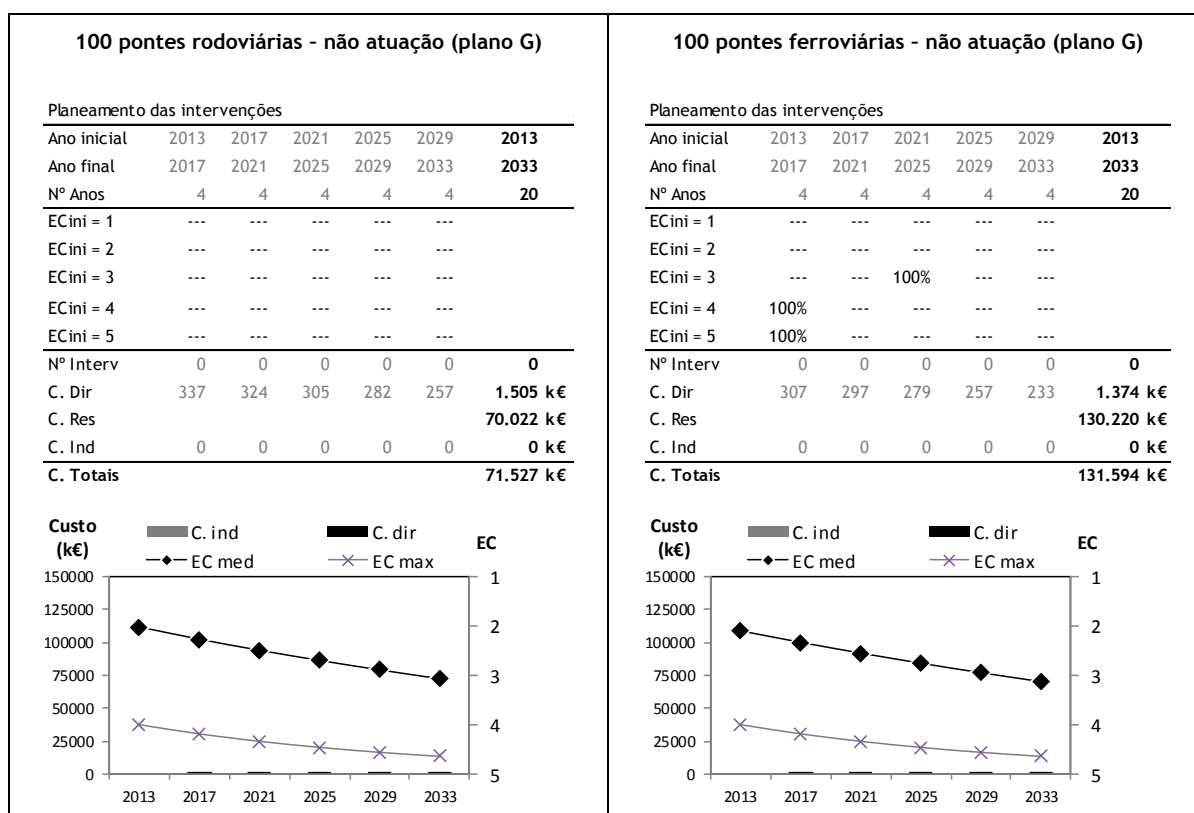 100 pontes rodoviárias - não atuação (plano G)
Planeamento das intervenções
Ano inicial 2013 2017 2021 2025 2029 2013
Ano final 2017 2021 2025 2029 2033 2033
Nº Anos 4 4 4 4 4 20
ECini = 1 --- --- --- --- ---
ECini = 2 --- --- --- --- ---
ECini = 3 --- --- --- --- ---
ECini = 4 --- --- --- --- ---
ECini = 5 --- --- --- --- ---
Nº Interv 0 0 0 0 0 0
C. Dir 337 324 305 282 257 1.505 k€
C. Res 70.022 k€
C. Ind 0 0 0 0 0 0 k€
C. Totais 71.527 k€
Custo (k€)
C. ind C. dir
EC med EC max
EC
150000 1
125000
2
100000
75000 3
50000
4
25000
0 5
2013 2017 2021 2025 2029 2033
100 pontes ferroviárias - não atuação (plano G)
Planeamento das intervenções
Ano inicial 2013 2017 2021 2025 2029 2013
Ano final 2017 2021 2025 2029 2033 2033
Nº Anos 4 4 4 4 4 20
ECini = 1 --- --- --- --- ---
ECini = 2 --- --- --- --- ---
ECini = 3 --- --- 100% --- ---
ECini = 4 100% --- --- --- ---
ECini = 5 100% --- --- --- ---
Nº Interv 0 0 0 0 0 0
C. Dir 307 297 279 257 233 1.374 k€
C. Res 130.220 k€
C. Ind 0 0 0 0 0 0 k€
C. Totais 131.594 k€
Custo (k€)
C. ind C. dir
EC med EC max
EC
150000 1
125000
2
100000
75000 3
50000
4
25000
0 5
2013 2017 2021 2025 2029 2033